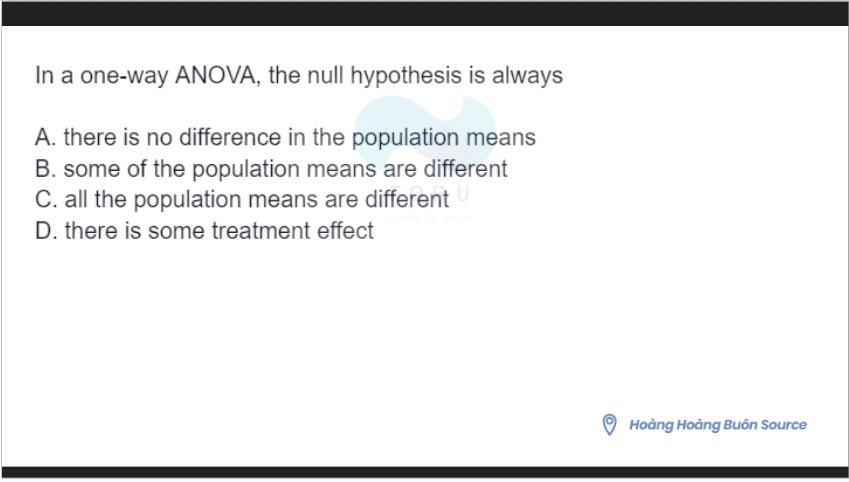 In a one-way ANOVA, the null hypothesis is always
A. there is no difference in the population means
B. some of the population means are different
C. all the population means are different
D. there is some treatment effect
Hoàng Hoàng Buôn Source